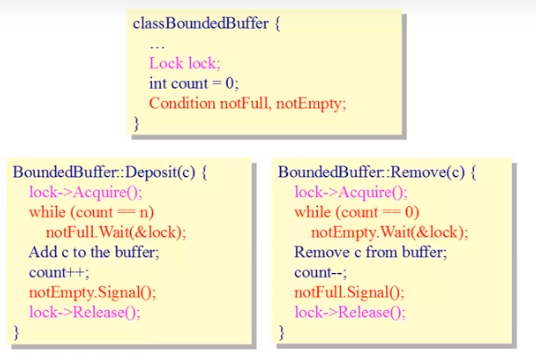 classBoundedBuffer {
…
Lock lock;
int count = 0;
Condition notFull, notEmpty;
}
BoundedBuffer::Deposit(c) {
lock->Acquire();
while (count == n)
notFull.Wait(&lock);
Add c to the buffer;
count++;
notEmpty.Signal();
lock->Release();
}
BoundedBuffer::Remove(c) {
lock->Acquire();
while (count == 0)
notEmpty.Wait(&lock);
Remove c from buffer;
count--;
notFull.Signal();
lock->Release();
}